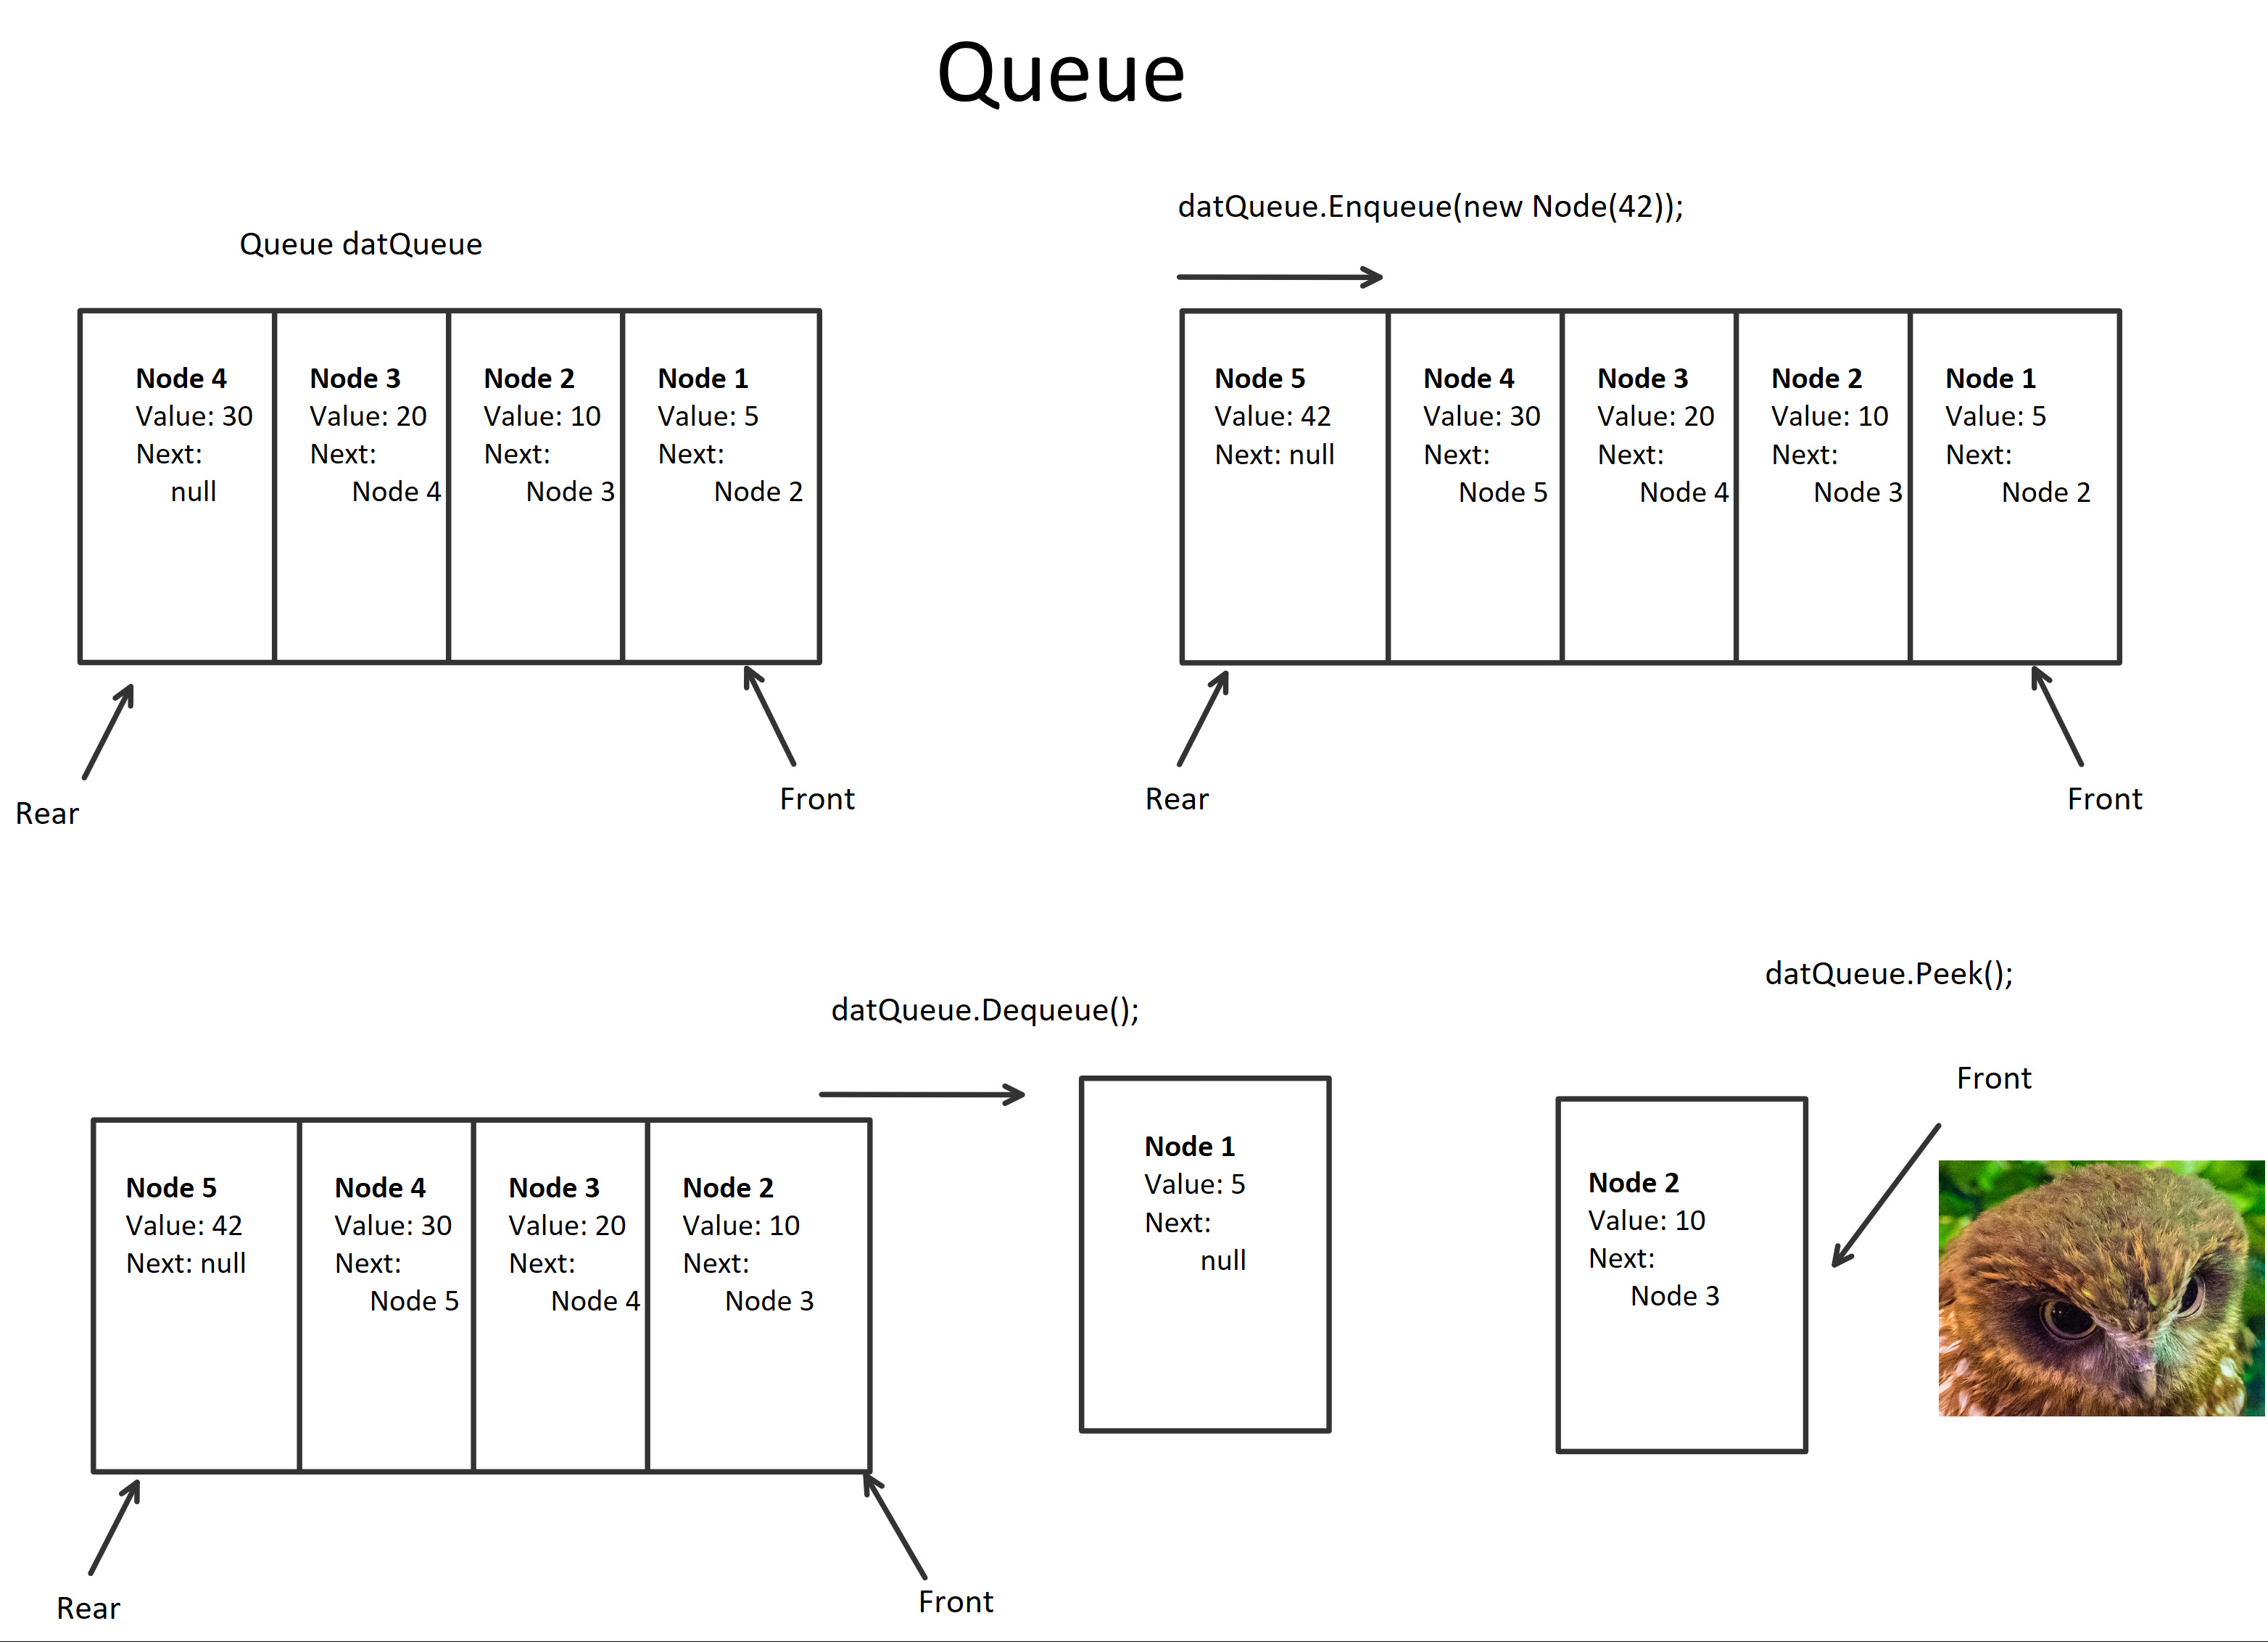 Queue
Queue datQueue
Node 4
Value: 30
Next:
null
Node 3
Value: 20
Next:
Node 4
Node 2
Value: 10
Next:
Node 3
Node 1
Value: 5
Next:
Node 2
Rear
Front
datQueue.Enqueue(new Node(42));
Node 5
Value: 42
Next: null
Node 4
Value: 30
Next:
Node 5
Node 3
Value: 20
Next:
Node 4
Node 2
Value: 10
Next:
Node 3
Node 1
Value: 5
Next:
Node 2
Rear
Front
datQueue.Dequeue();
Node 5
Value: 42
Next: null
Node 4
Value: 30
Next:
Node 5
Node 3
Value: 20
Next:
Node 4
Node 2
Value: 10
Next:
Node 3
Rear
Front
Node 1
Value: 5
Next:
null
datQueue.Peek();
Front
Node 2
Value: 10
Next:
Node 3